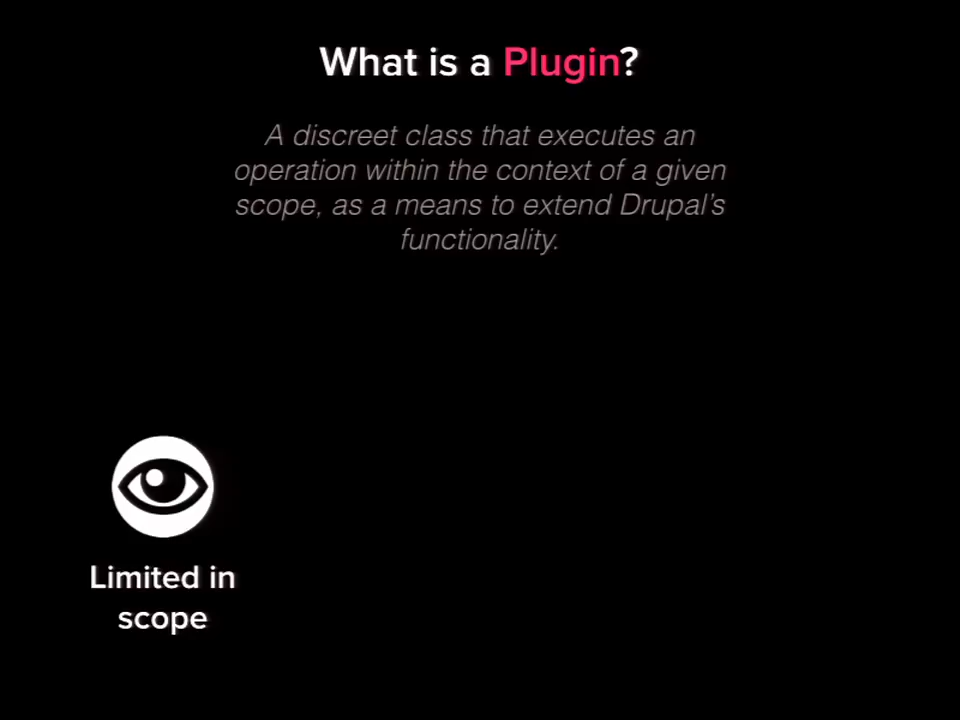 What is a Plugin?
A discreet class that executes an
operation within the context of a given
scope, as a means to extend Drupal’s
functionality.
Limited in
scope